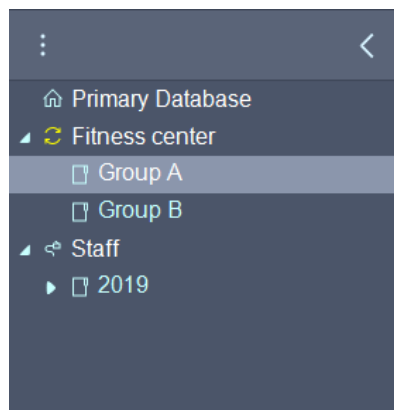 Primary Database
Fitness center
Group A
Group B
Staff
2019